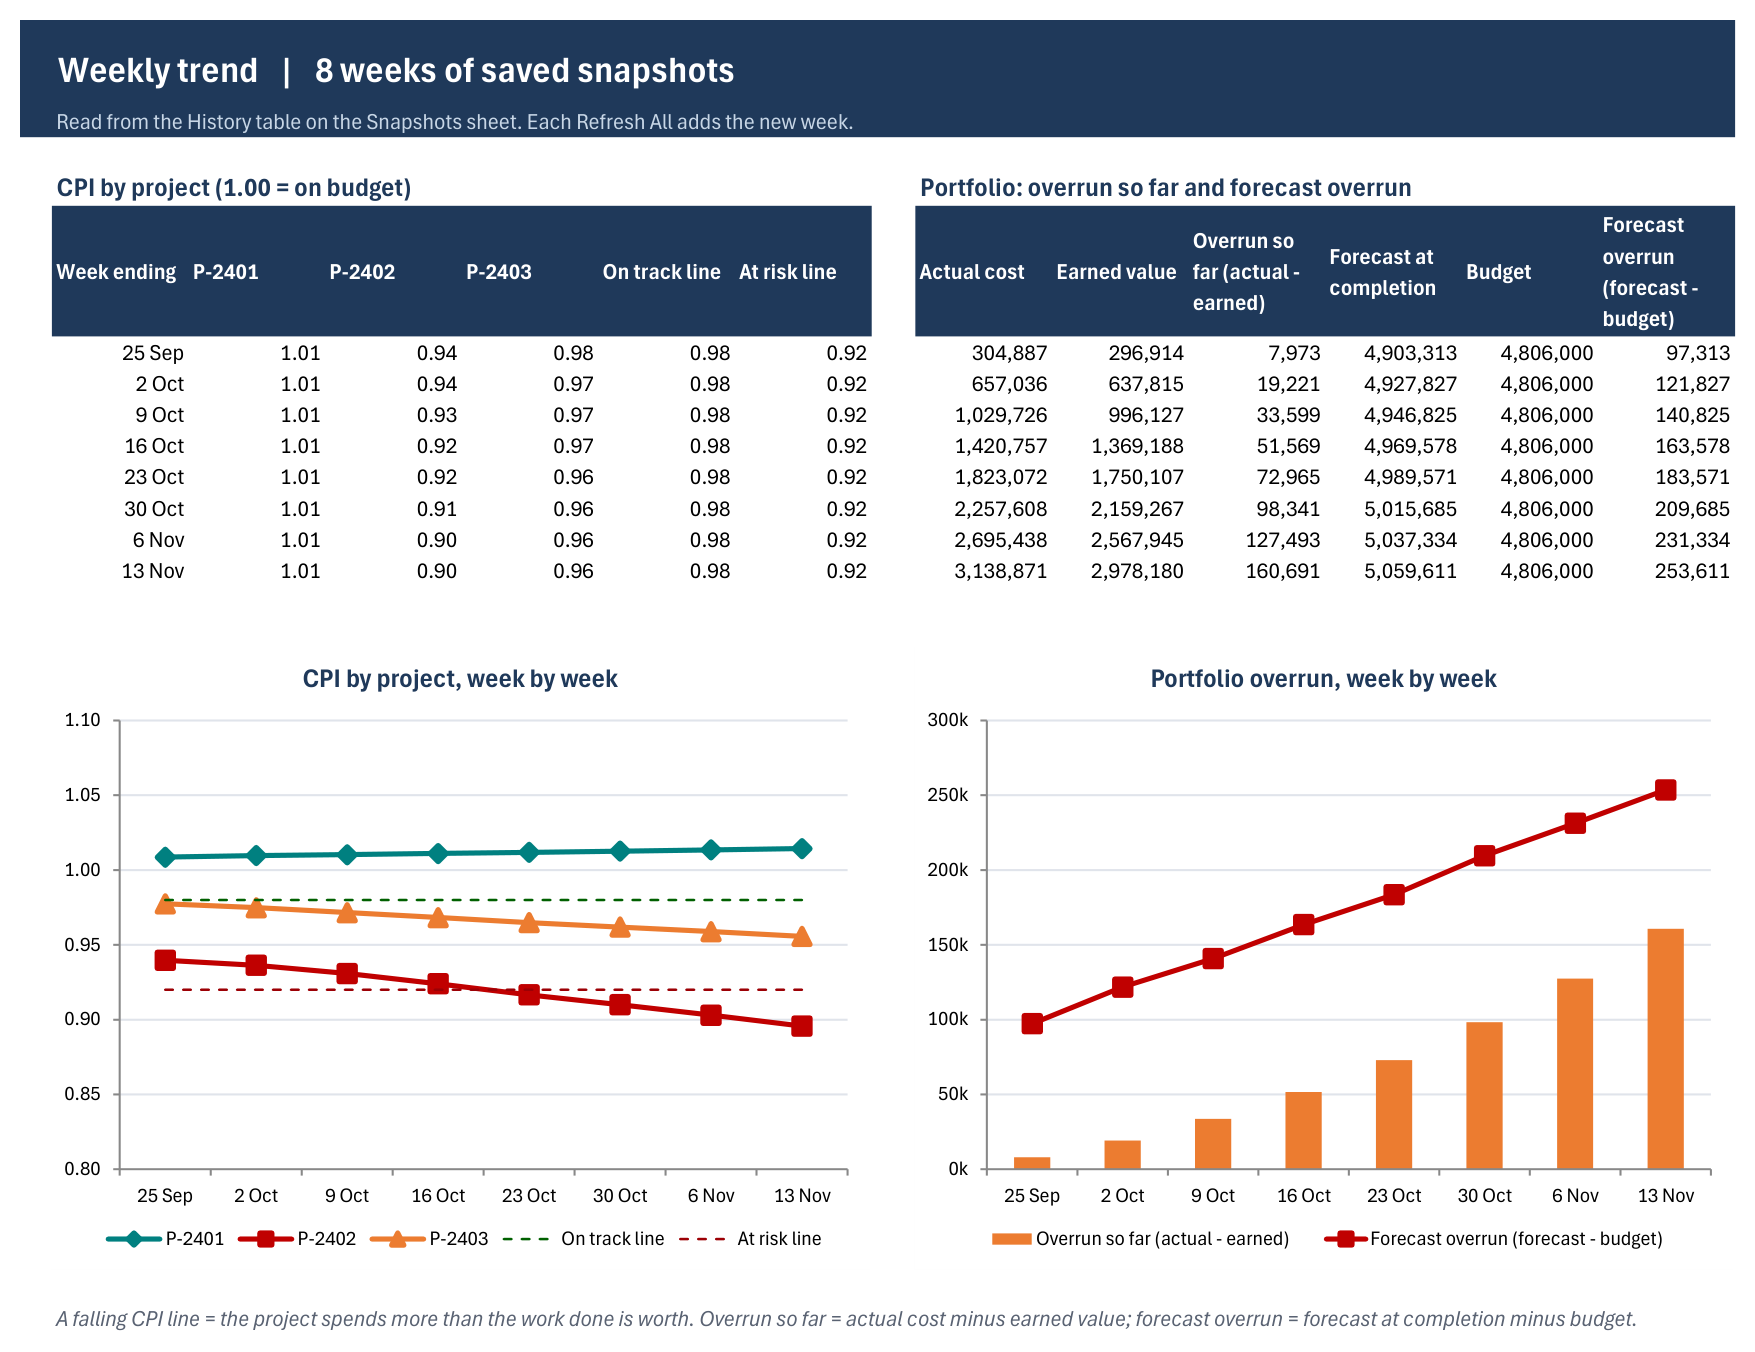 Weekly trend | 8 weeks of saved snapshots
Read from the History table on the Snapshots sheet. Each Refresh All adds the new week.
CPI by project (1.00 = on budget)
Week ending P-2401 P-2402 P-2403 On track line At risk line
25 Sep 1.01 0.94 0.98 0.98 0.92
2 Oct 1.01 0.94 0.97 0.98 0.92
9 Oct 1.01 0.93 0.97 0.98 0.92
16 Oct 1.01 0.92 0.97 0.98 0.92
23 Oct 1.01 0.92 0.96 0.98 0.92
30 Oct 1.01 0.91 0.96 0.98 0.92
6 Nov 1.01 0.90 0.96 0.98 0.92
13 Nov 1.01 0.90 0.96 0.98 0.92
Portfolio: overrun so far and forecast overrun
Actual cost Earned value Overrun so far (actual - earned) Forecast at completion Budget Forecast overrun (forecast - budget)
304,887 296,914 7,973 4,903,313 4,806,000 97,313
657,036 637,815 19,221 4,927,827 4,806,000 121,827
1,029,726 996,127 33,599 4,946,825 4,806,000 140,825
1,420,757 1,369,188 51,569 4,969,578 4,806,000 163,578
1,823,072 1,750,107 72,965 4,989,571 4,806,000 183,571
2,257,608 2,159,267 98,341 5,015,685 4,806,000 209,685
2,695,438 2,567,945 127,493 5,037,334 4,806,000 231,334
3,138,871 2,978,180 160,691 5,059,611 4,806,000 253,611
CPI by project, week by week
1.10
1.05
1.00
0.95
0.90
0.85
0.80
25 Sep 2 Oct 9 Oct 16 Oct 23 Oct 30 Oct 6 Nov 13 Nov
P-2401 P-2402 P-2403 On track line At risk line
Portfolio overrun, week by week
300k
250k
200k
150k
100k
50k
0k
25 Sep 2 Oct 9 Oct 16 Oct 23 Oct 30 Oct 6 Nov 13 Nov
Overrun so far (actual - earned) Forecast overrun (forecast - budget)
A falling CPI line = the project spends more than the work done is worth. Overrun so far = actual cost minus earned value; forecast overrun = forecast at completion minus budget.